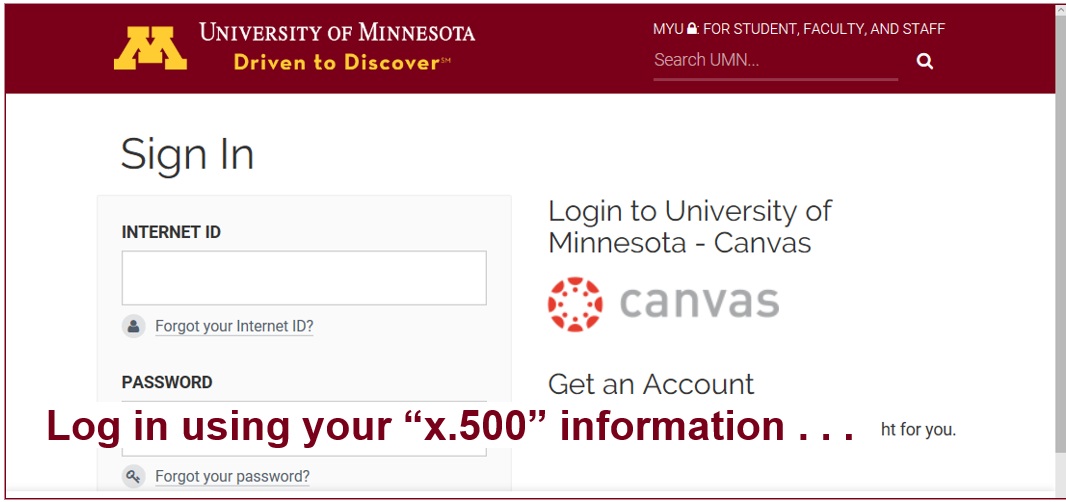 UNIVERSITY OF MINNESOTA
Driven to Discover℠
MYU : FOR STUDENT, FACULTY, AND STAFF
Search UMN...
Sign In
INTERNET ID
Forgot your Internet ID?
PASSWORD
Forgot your password?
Login to University of
Minnesota - Canvas
canvas
Get an Account
ht for you.
Log in using your “x.500” information . . .